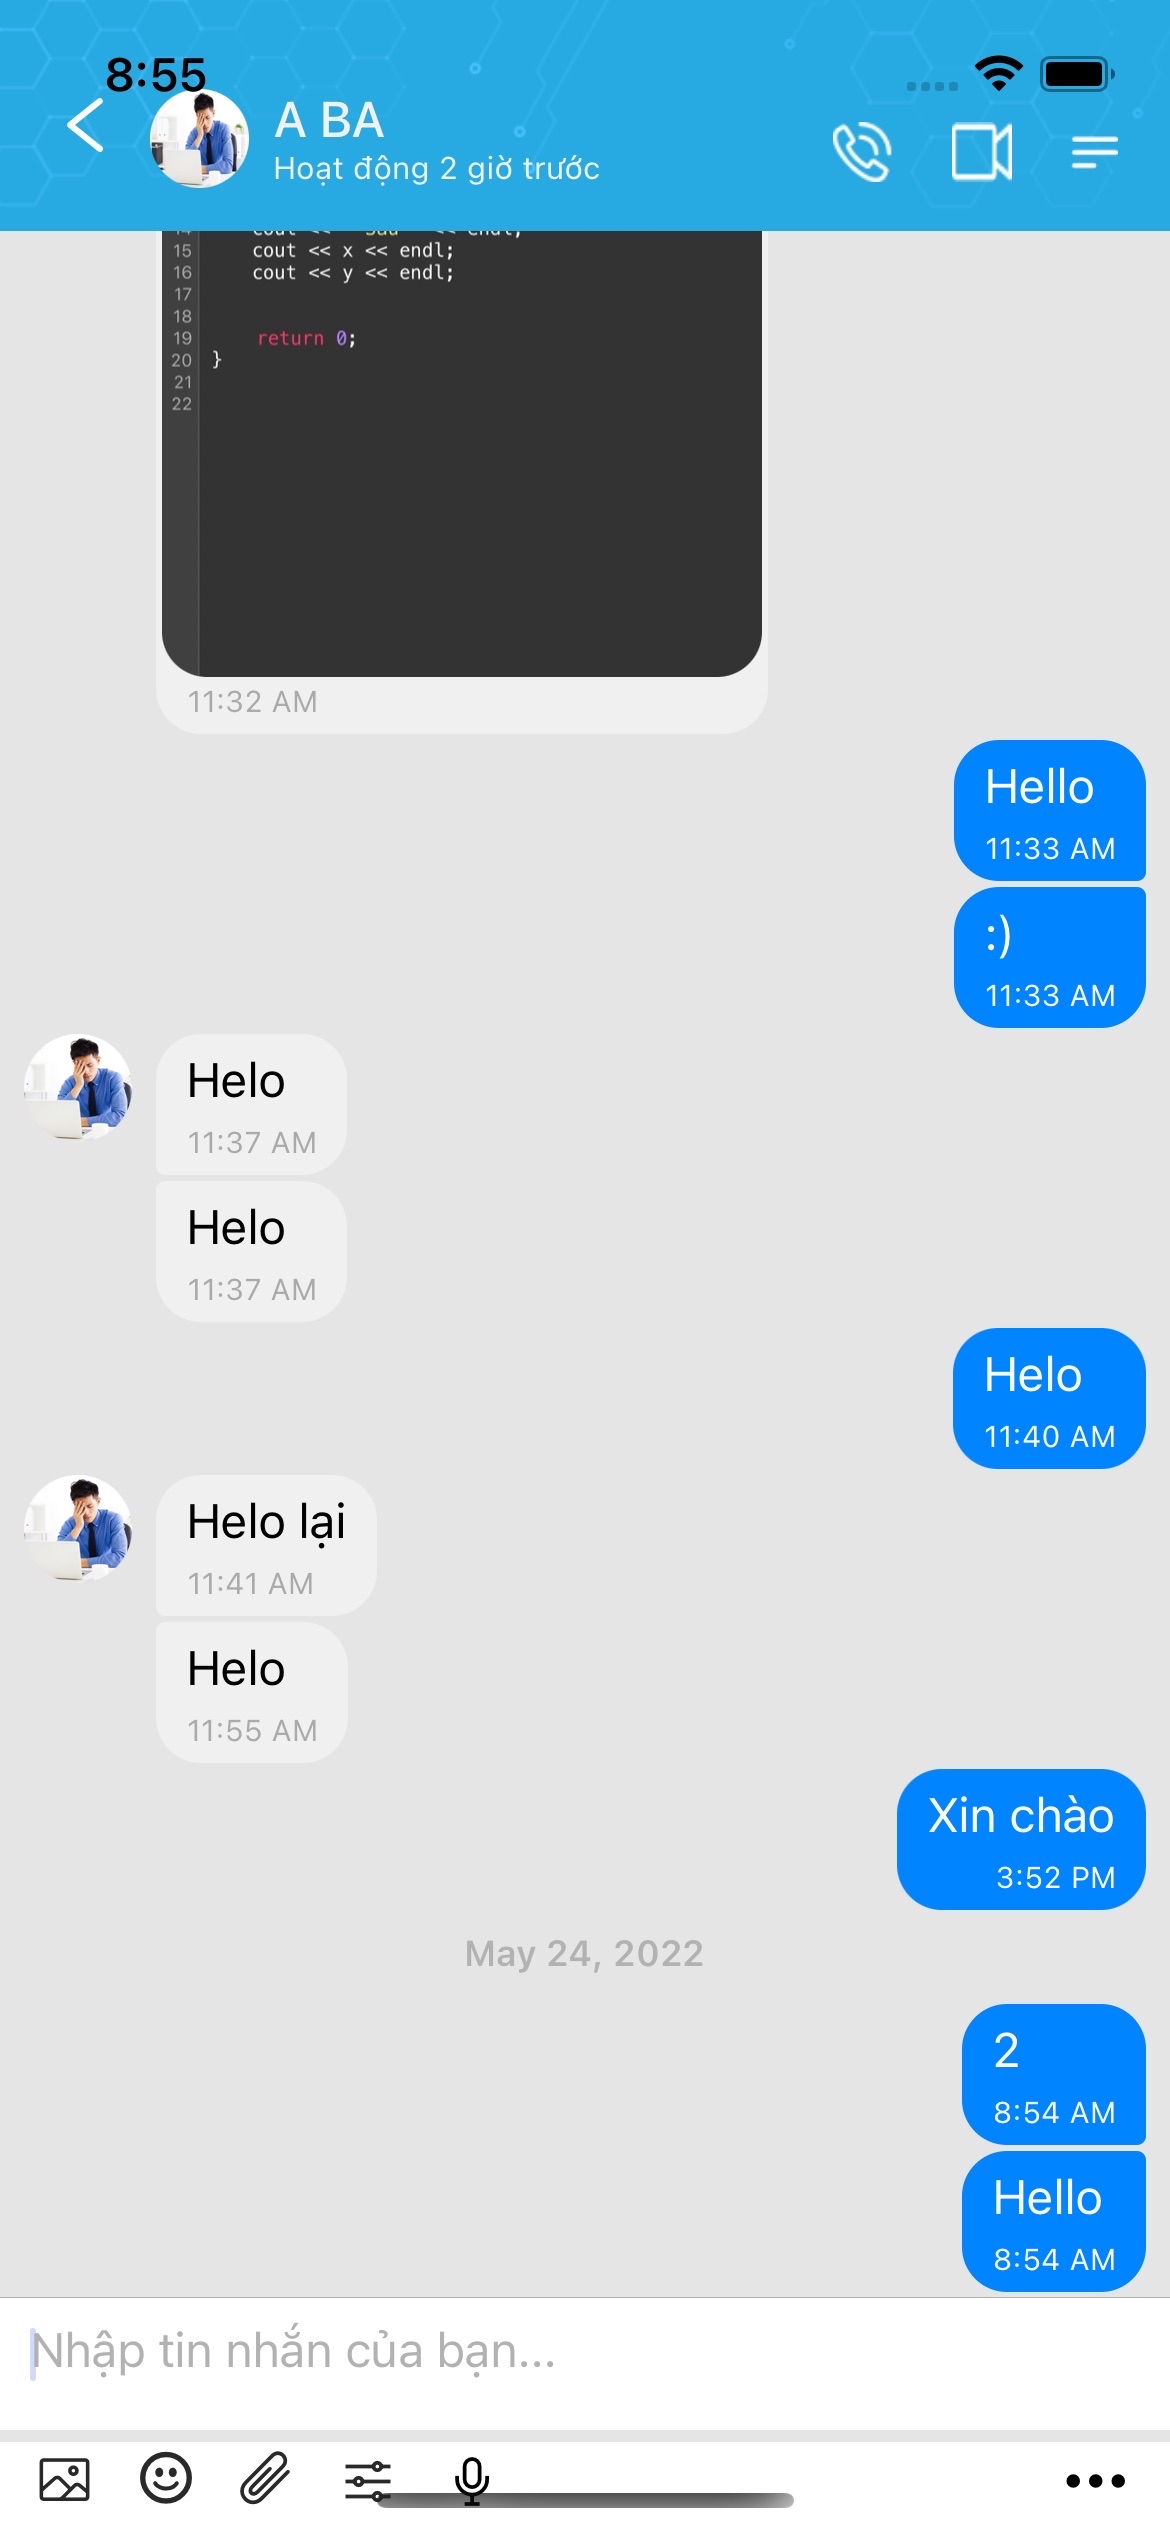 8:55
A BA
Hoạt động 2 giờ trước
15 cout << x << endl;
16 cout << y << endl;
17
18
19 return 0;
20 }
21
22
11:32 AM
Hello
11:33 AM
:)
11:33 AM
Helo
11:37 AM
Helo
11:37 AM
Helo
11:40 AM
Helo lại
11:41 AM
Helo
11:55 AM
Xin chào
3:52 PM
May 24, 2022
2
8:54 AM
Hello
8:54 AM
Nhập tin nhắn của bạn...